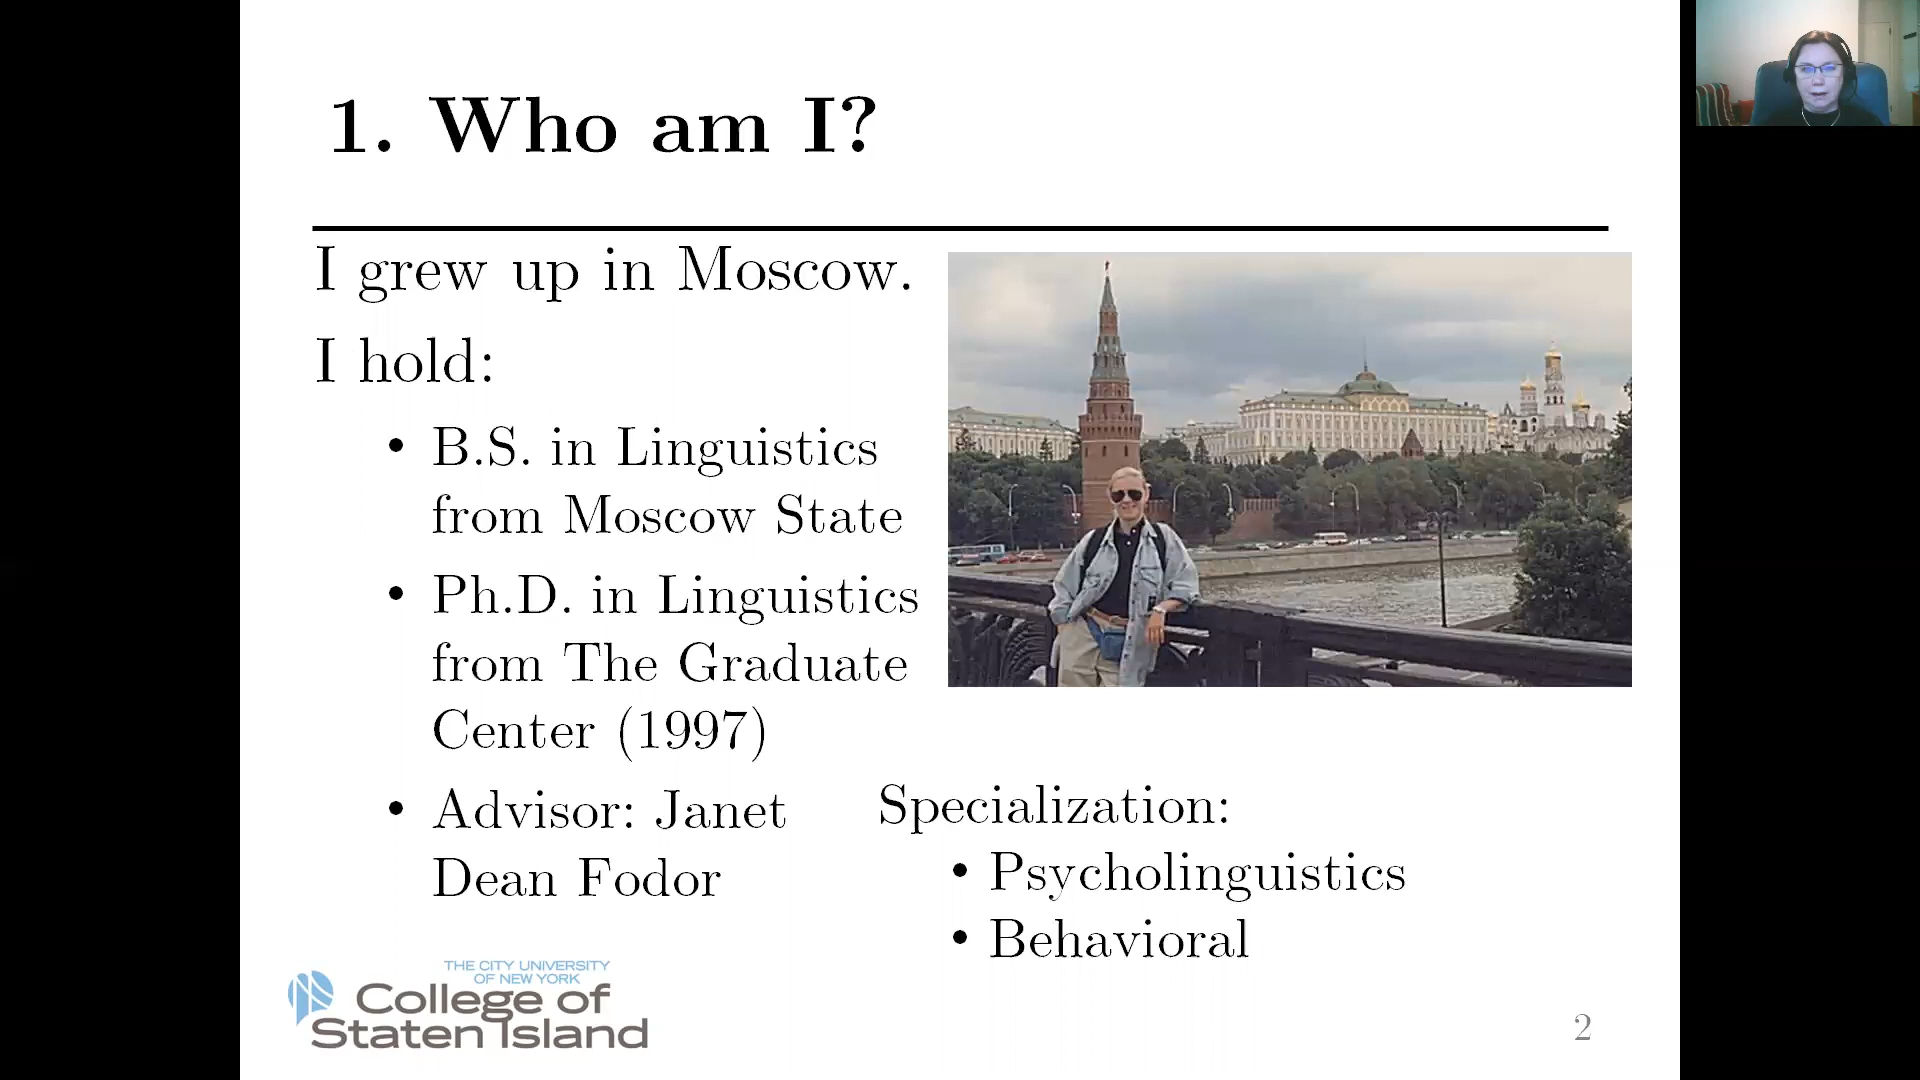 1. Who am I?
I grew up in Moscow.
I hold:
• B.S. in Linguistics
from Moscow State
• Ph.D. in Linguistics
from The Graduate
Center (1997)
• Advisor: Janet
Dean Fodor
Specialization:
• Psycholinguistics
• Behavioral
THE CITY UNIVERSITY
OF NEW YORK
College of
Staten Island
2